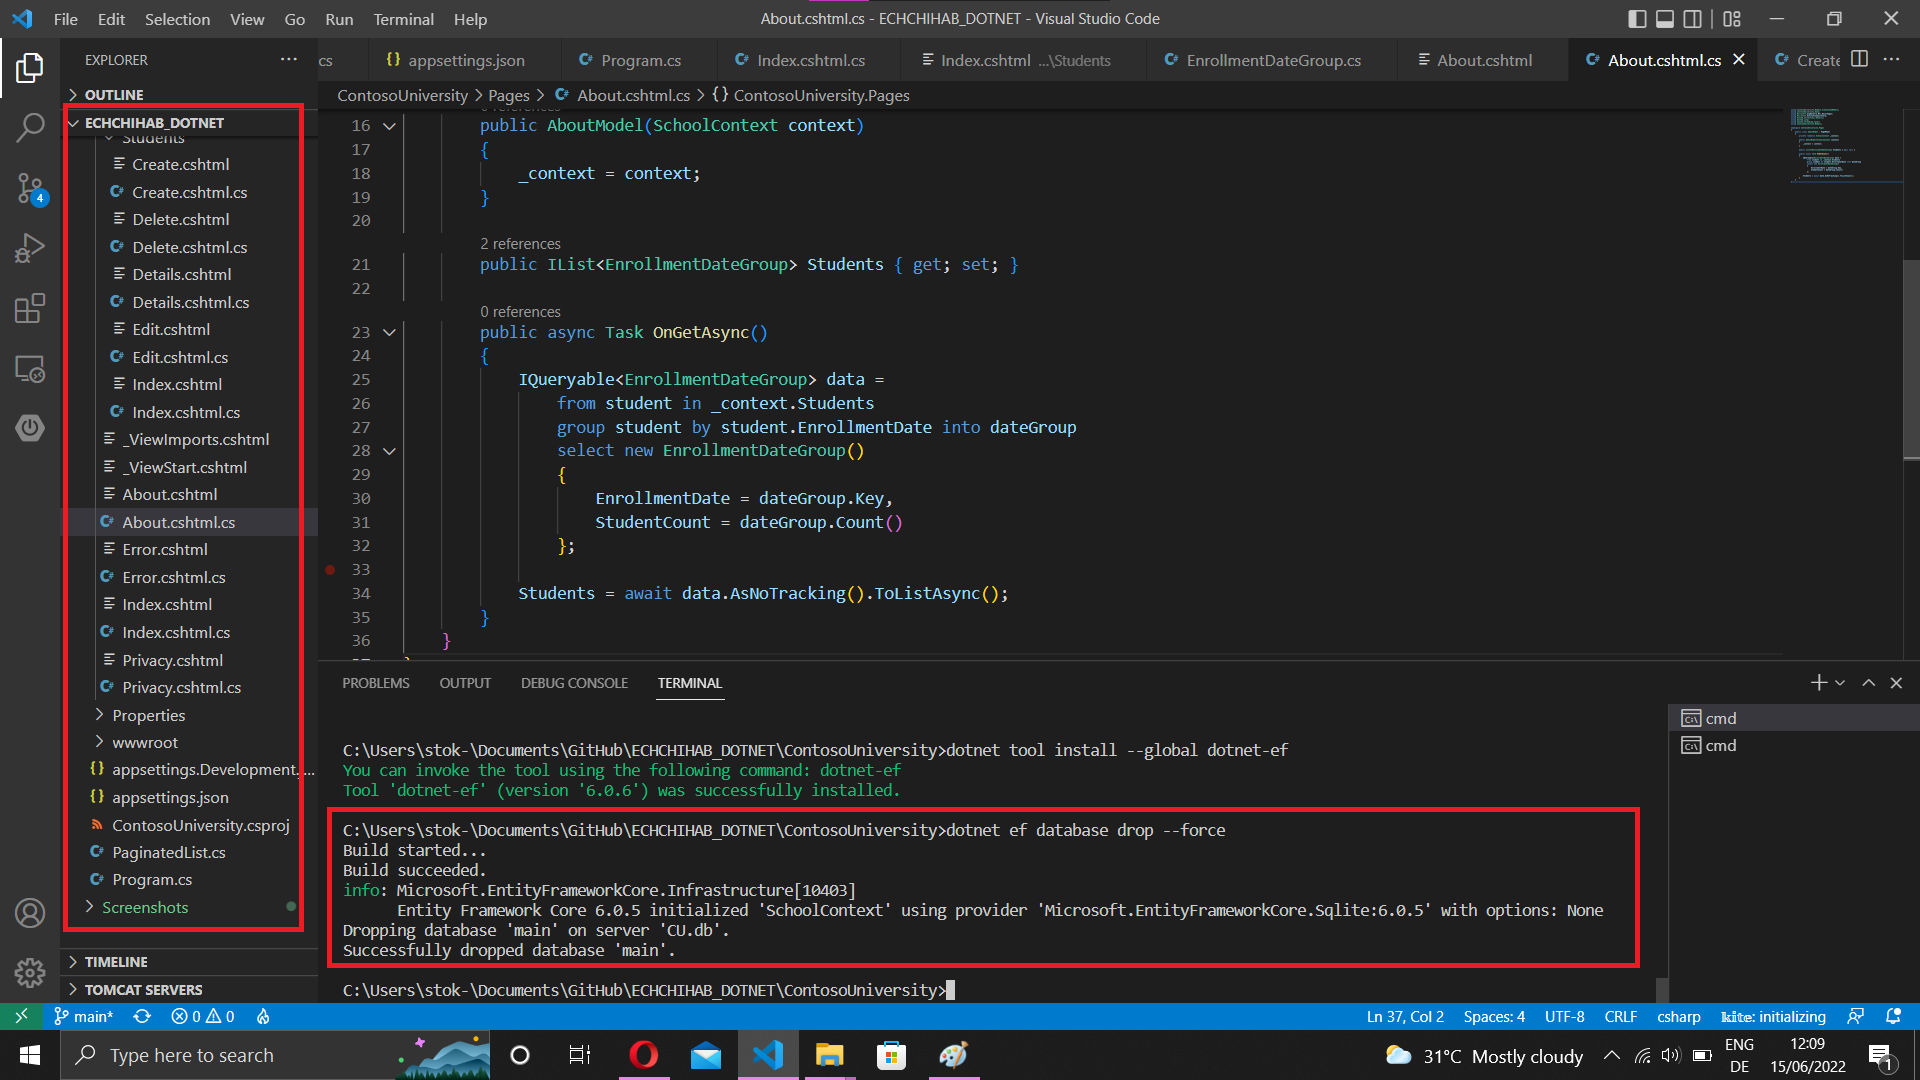 File Edit Selection View Go Run Terminal Help
About.cshtml.cs - ECHCHIHAB_DOTNET - Visual Studio Code
EXPLORER
cs
{} appsettings.json
C# Program.cs
C# Index.cshtml.cs
Index.cshtml ...\Students
C# EnrollmentDateGroup.cs
About.cshtml
C# About.cshtml.cs
C# Create
ContosoUniversity > Pages > C# About.cshtml.cs > {} ContosoUniversity.Pages
OUTLINE
ECHCHIHAB_DOTNET
Students
Create.cshtml
C# Create.cshtml.cs
Delete.cshtml
C# Delete.cshtml.cs
Details.cshtml
C# Details.cshtml.cs
Edit.cshtml
C# Edit.cshtml.cs
Index.cshtml
C# Index.cshtml.cs
_ViewImports.cshtml
_ViewStart.cshtml
About.cshtml
C# About.cshtml.cs
Error.cshtml
C# Error.cshtml.cs
Index.cshtml
C# Index.cshtml.cs
Privacy.cshtml
C# Privacy.cshtml.cs
Properties
wwwroot
{} appsettings.Development....
{} appsettings.json
ContosoUniversity.csproj
C# PaginatedList.cs
C# Program.cs
Screenshots
TIMELINE
TOMCAT SERVERS
4
16 public AboutModel(SchoolContext context)
17 {
18 _context = context;
19 }
20
2 references
21 public IList<EnrollmentDateGroup> Students { get; set; }
22
0 references
23 public async Task OnGetAsync()
24 {
25 IQueryable<EnrollmentDateGroup> data =
26 from student in _context.Students
27 group student by student.EnrollmentDate into dateGroup
28 select new EnrollmentDateGroup()
29 {
30 EnrollmentDate = dateGroup.Key,
31 StudentCount = dateGroup.Count()
32 };
33
34 Students = await data.AsNoTracking().ToListAsync();
35 }
36 }
PROBLEMS OUTPUT DEBUG CONSOLE TERMINAL
C:\Users\stok-\Documents\GitHub\ECHCHIHAB_DOTNET\ContosoUniversity>dotnet tool install --global dotnet-ef
You can invoke the tool using the following command: dotnet-ef
Tool 'dotnet-ef' (version '6.0.6') was successfully installed.
C:\Users\stok-\Documents\GitHub\ECHCHIHAB_DOTNET\ContosoUniversity>dotnet ef database drop --force
Build started...
Build succeeded.
info: Microsoft.EntityFrameworkCore.Infrastructure[10403]
Entity Framework Core 6.0.5 initialized 'SchoolContext' using provider 'Microsoft.EntityFrameworkCore.Sqlite:6.0.5' with options: None
Dropping database 'main' on server 'CU.db'.
Successfully dropped database 'main'.
C:\Users\stok-\Documents\GitHub\ECHCHIHAB_DOTNET\ContosoUniversity>
cmd
cmd
main* 0 0
Ln 37, Col 2 Spaces: 4 UTF-8 CRLF csharp kite: initializing
Type here to search
31°C Mostly cloudy
ENG
DE
12:09
15/06/2022
1